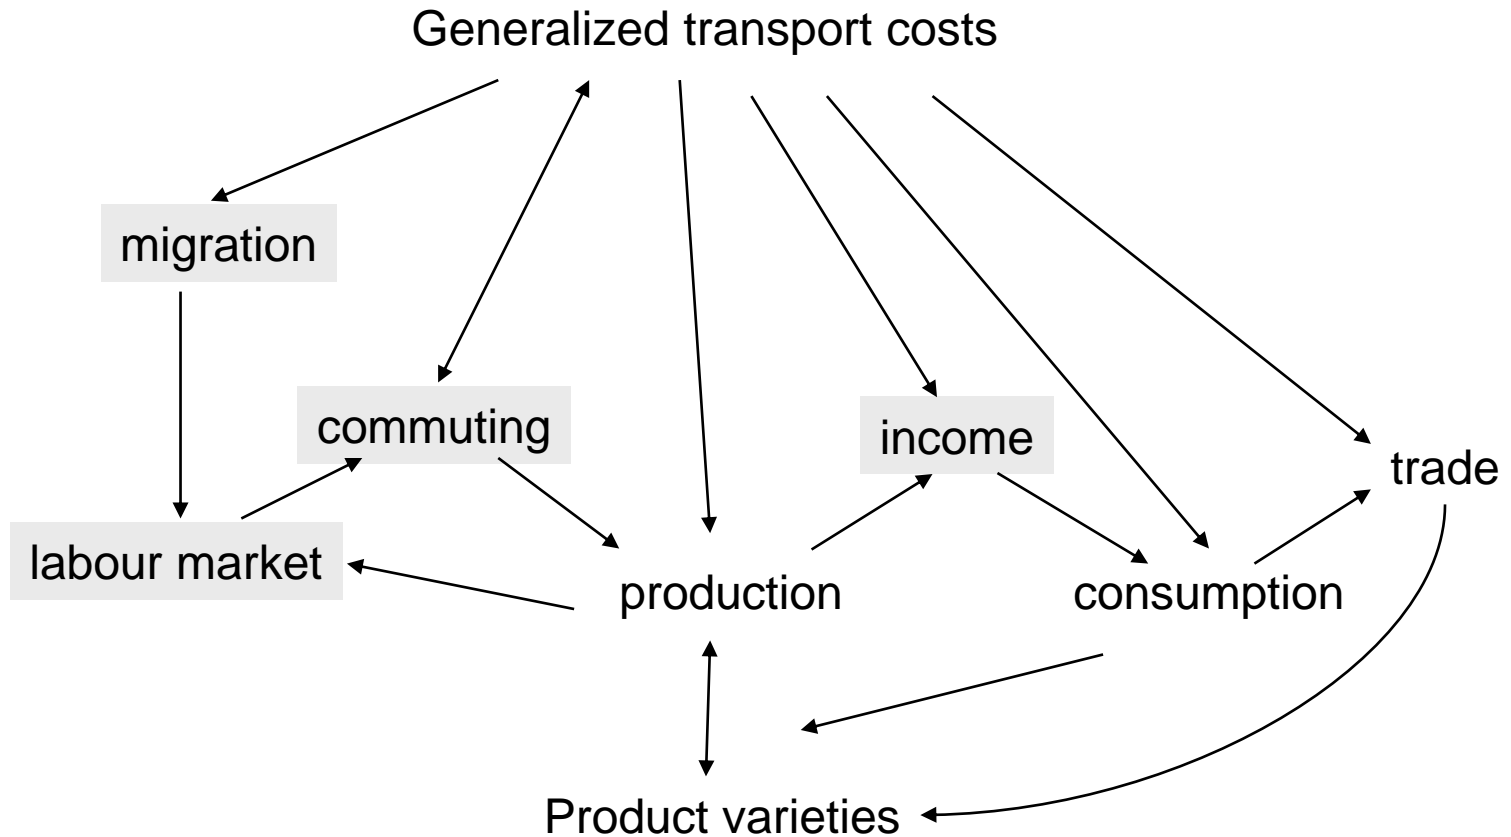 Generalized transport costs
migration
commuting
income
trade
labour market
production
consumption
Product varieties